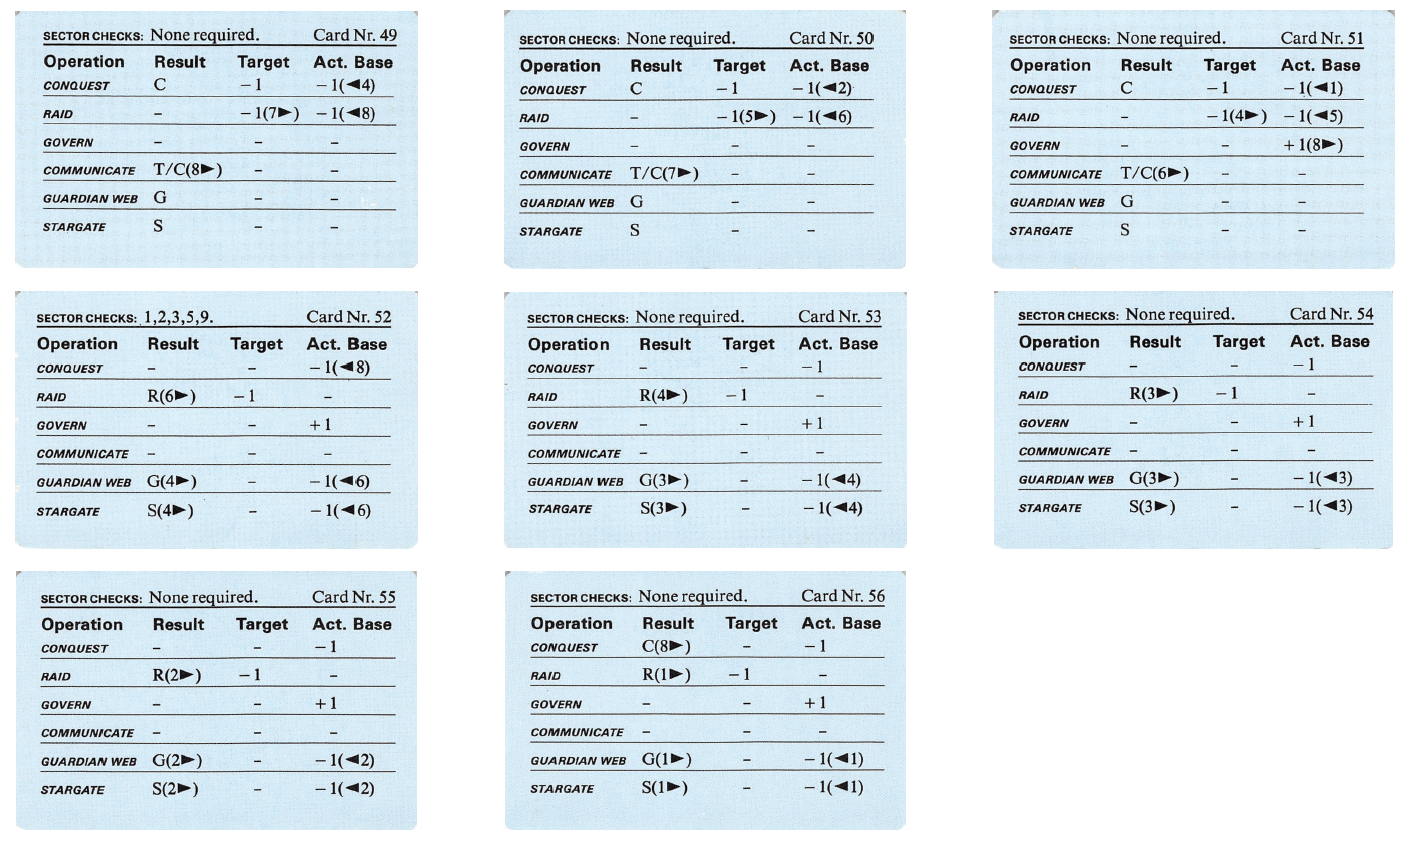 SECTOR CHECKS: None required. Card Nr. 49
Operation Result Target Act. Base
CONQUEST C – 1 – 1(◄4)
RAID – – 1(7►) – 1(◄8)
GOVERN – – –
COMMUNICATE T/C(8►) – –
GUARDIAN WEB G – –
STARGATE S – –
SECTOR CHECKS: None required. Card Nr. 50
Operation Result Target Act. Base
CONQUEST C – 1 – 1(◄2)
RAID – – 1(5►) – 1(◄6)
GOVERN – – –
COMMUNICATE T/C(7►) – –
GUARDIAN WEB G – –
STARGATE S – –
SECTOR CHECKS: None required. Card Nr. 51
Operation Result Target Act. Base
CONQUEST C – 1 – 1(◄1)
RAID – – 1(4►) – 1(◄5)
GOVERN – – + 1(8►)
COMMUNICATE T/C(6►) – –
GUARDIAN WEB G – –
STARGATE S – –
SECTOR CHECKS: 1,2,3,5,9. Card Nr. 52
Operation Result Target Act. Base
CONQUEST – – – 1(◄8)
RAID R(6►) – 1 –
GOVERN – – + 1
COMMUNICATE – – –
GUARDIAN WEB G(4►) – – 1(◄6)
STARGATE S(4►) – – 1(◄6)
SECTOR CHECKS: None required. Card Nr. 53
Operation Result Target Act. Base
CONQUEST – – – 1
RAID R(4►) – 1 –
GOVERN – – + 1
COMMUNICATE – – –
GUARDIAN WEB G(3►) – – 1(◄4)
STARGATE S(3►) – – 1(◄4)
SECTOR CHECKS: None required. Card Nr. 54
Operation Result Target Act. Base
CONQUEST – – – 1
RAID R(3►) – 1 –
GOVERN – – + 1
COMMUNICATE – – –
GUARDIAN WEB G(3►) – – 1(◄3)
STARGATE S(3►) – – 1(◄3)
SECTOR CHECKS: None required. Card Nr. 55
Operation Result Target Act. Base
CONQUEST – – – 1
RAID R(2►) – 1 –
GOVERN – – + 1
COMMUNICATE – – –
GUARDIAN WEB G(2►) – – 1(◄2)
STARGATE S(2►) – – 1(◄2)
SECTOR CHECKS: None required. Card Nr. 56
Operation Result Target Act. Base
CONQUEST C(8►) – – 1
RAID R(1►) – 1 –
GOVERN – – + 1
COMMUNICATE – – –
GUARDIAN WEB G(1►) – – 1(◄1)
STARGATE S(1►) – – 1(◄1)